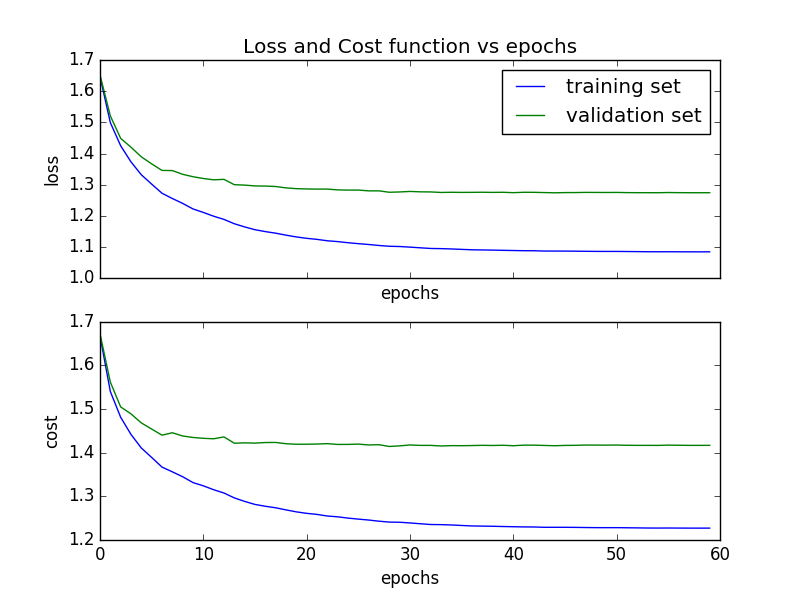 Loss and Cost function vs epochs
1.7
1.6
1.5
1.4
1.3
1.2
1.1
1.0
loss
training set
validation set
epochs
1.7
1.6
1.5
1.4
1.3
1.2
cost
0 10 20 30 40 50 60
epochs